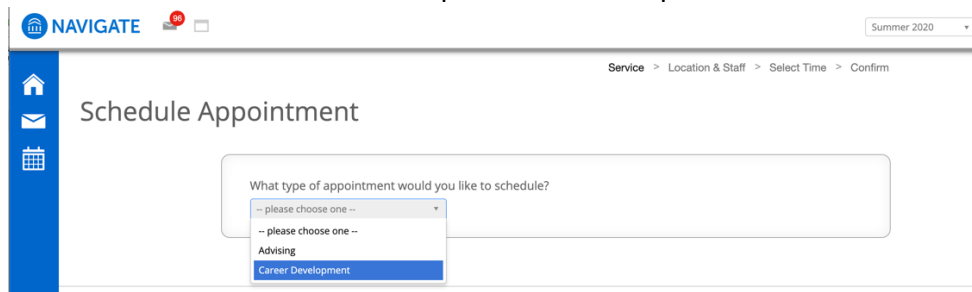 NAVIGATE
96
Summer 2020
Service > Location & Staff > Select Time > Confirm
Schedule Appointment
What type of appointment would you like to schedule?
-- please choose one --
-- please choose one --
Advising
Career Development